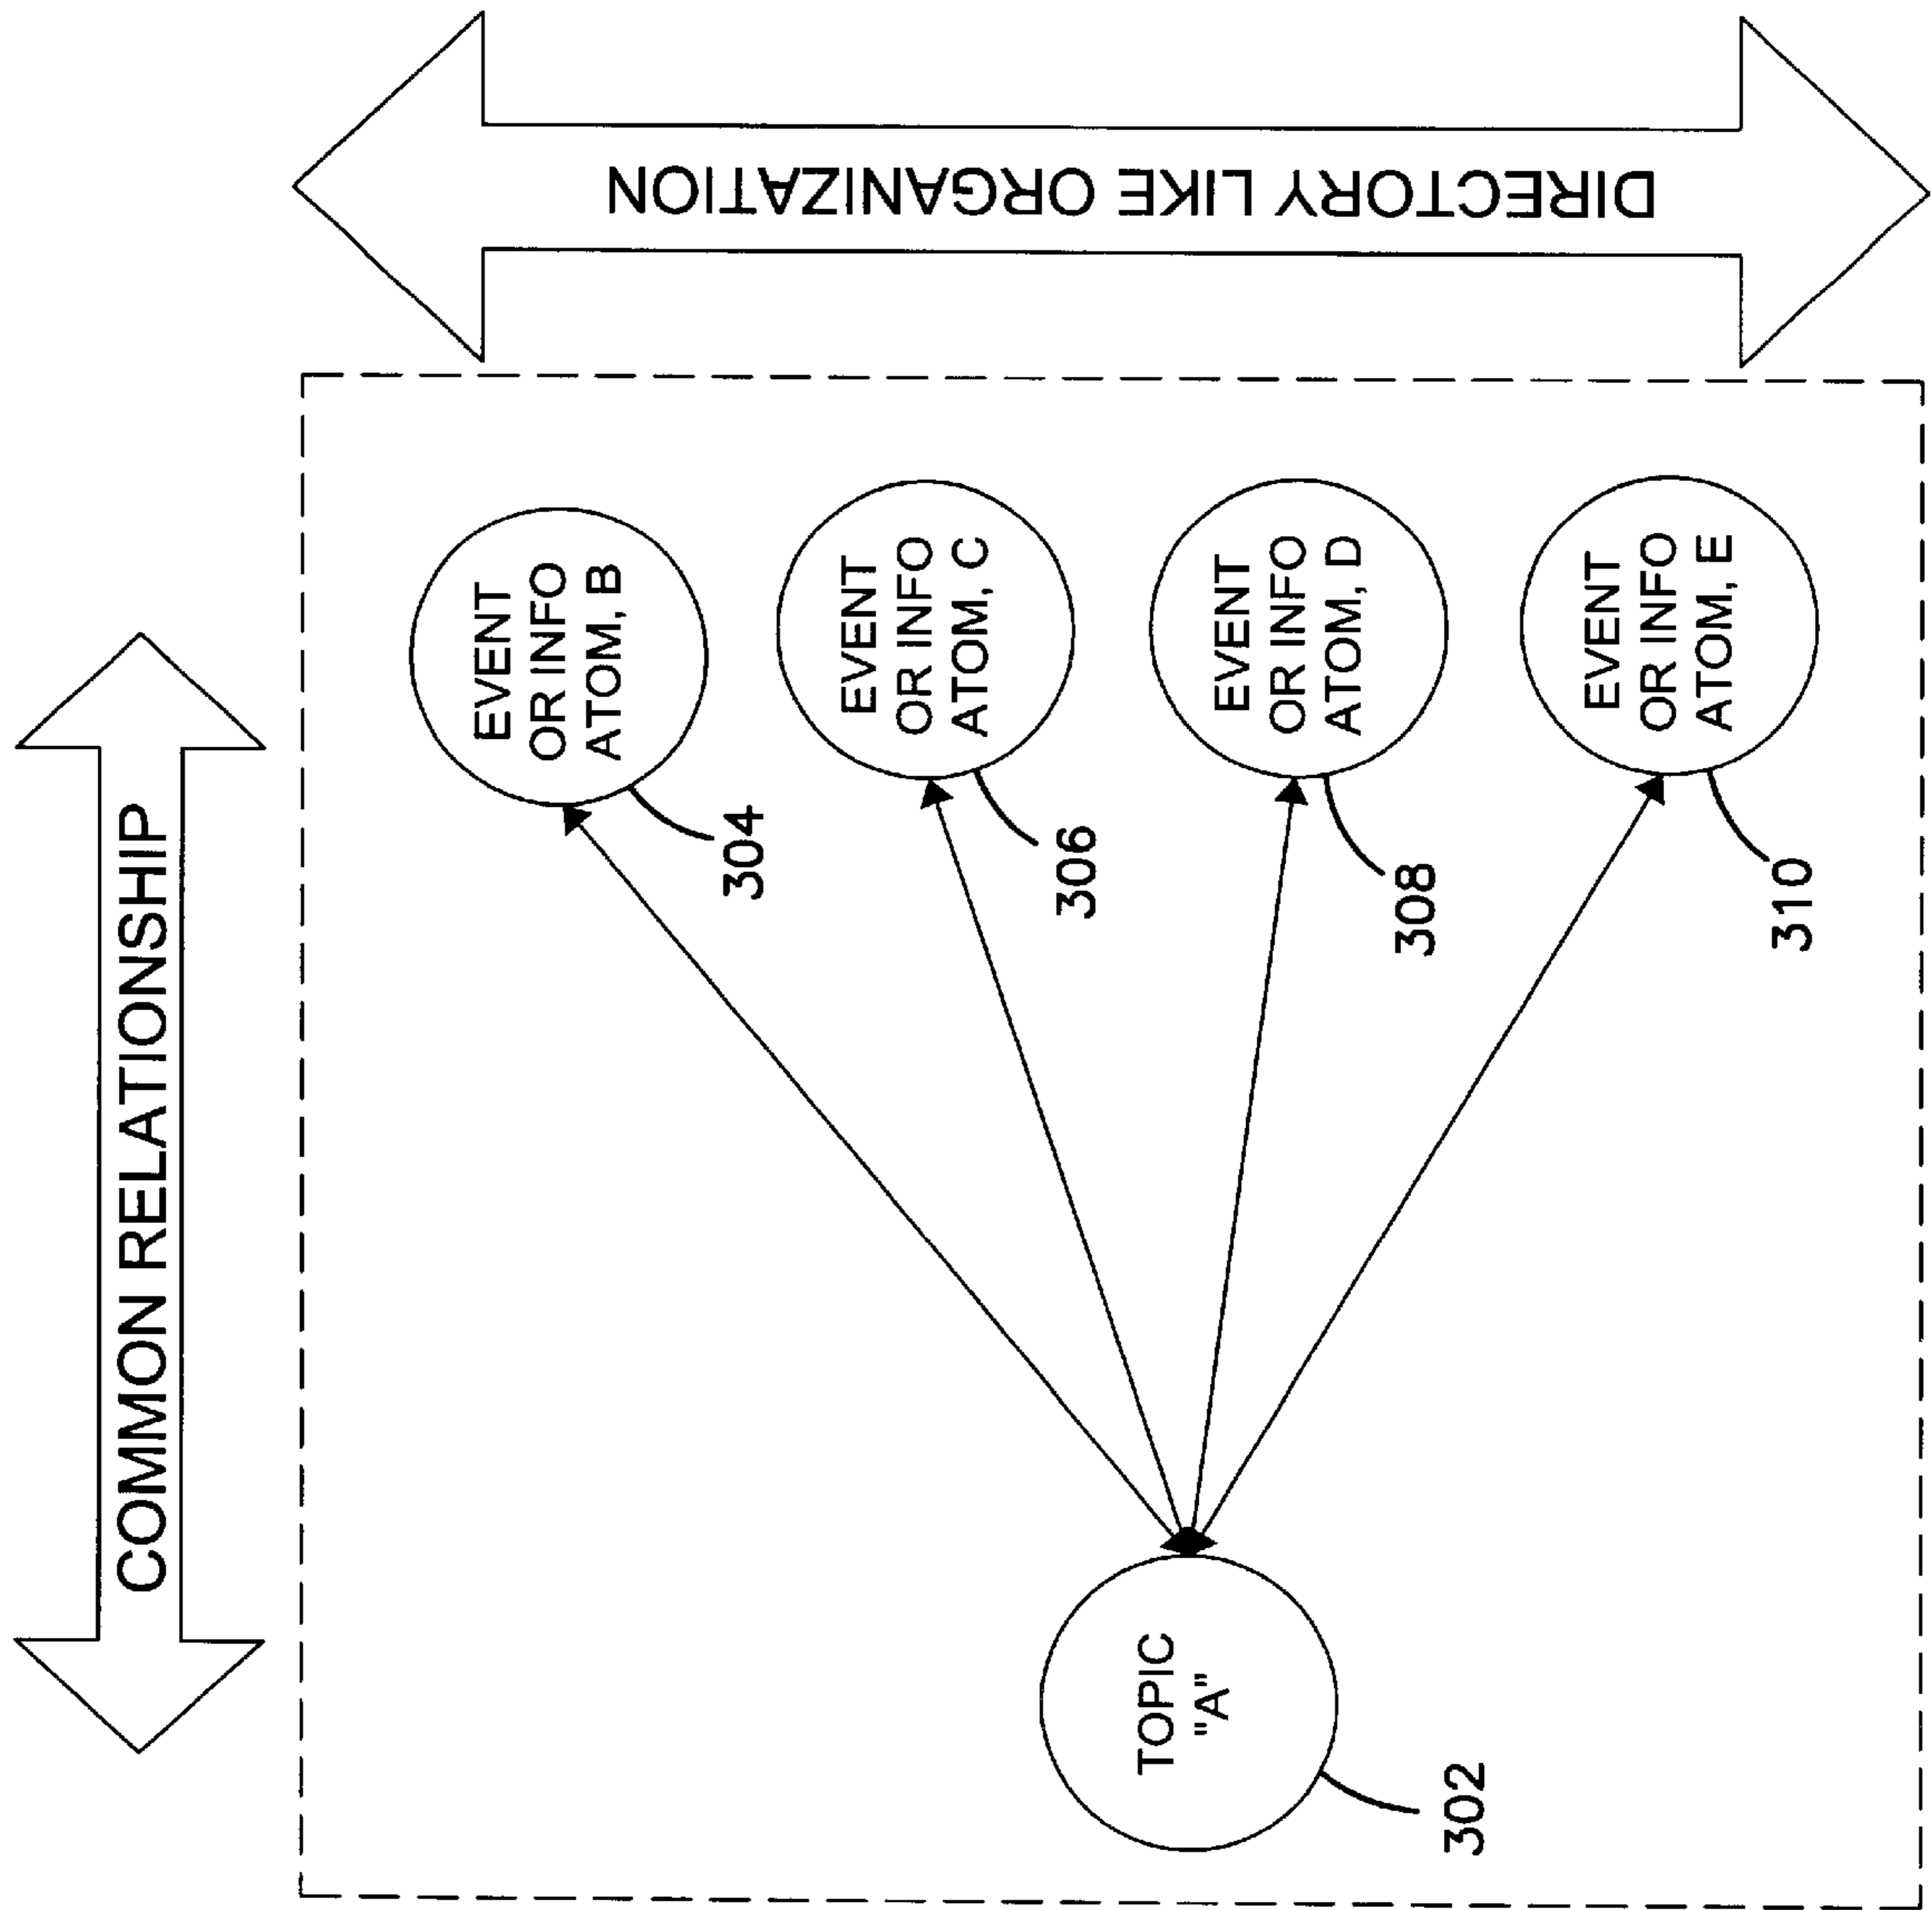 COMMON RELATIONSHIP
DIRECTORY LIKE ORGANIZATION
EVENT
OR INFO
ATOM, B
304
EVENT
OR INFO
ATOM, C
306
EVENT
OR INFO
ATOM, D
308
EVENT
OR INFO
ATOM, E
310
TOPIC
"A"
302